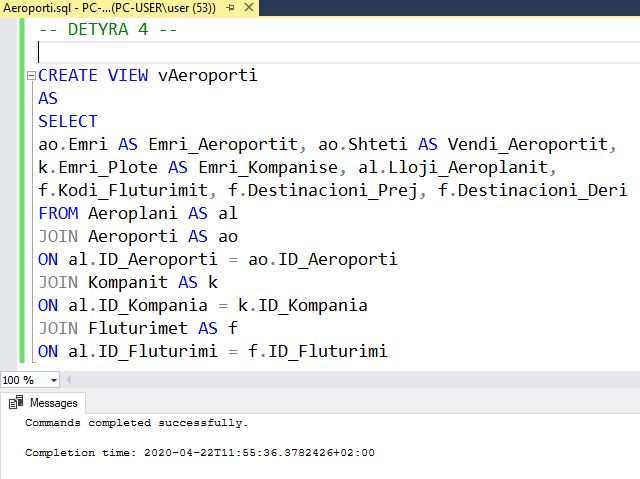 Aeroporti.sql - PC-...(PC-USER\user (53))
-- DETYRA 4 --
CREATE VIEW vAeroporti
AS
SELECT
ao.Emri AS Emri_Aeroportit, ao.Shteti AS Vendi_Aeroportit,
k.Emri_Plote AS Emri_Kompanise, al.Lloji_Aeroplanit,
f.Kodi_Fluturimit, f.Destinacioni_Prej, f.Destinacioni_Deri
FROM Aeroplani AS al
JOIN Aeroporti AS ao
ON al.ID_Aeroporti = ao.ID_Aeroporti
JOIN Kompanit AS k
ON al.ID_Kompania = k.ID_Kompania
JOIN Fluturimet AS f
ON al.ID_Fluturimi = f.ID_Fluturimi
100 %
Messages
Commands completed successfully.
Completion time: 2020-04-22T11:55:36.3782426+02:00